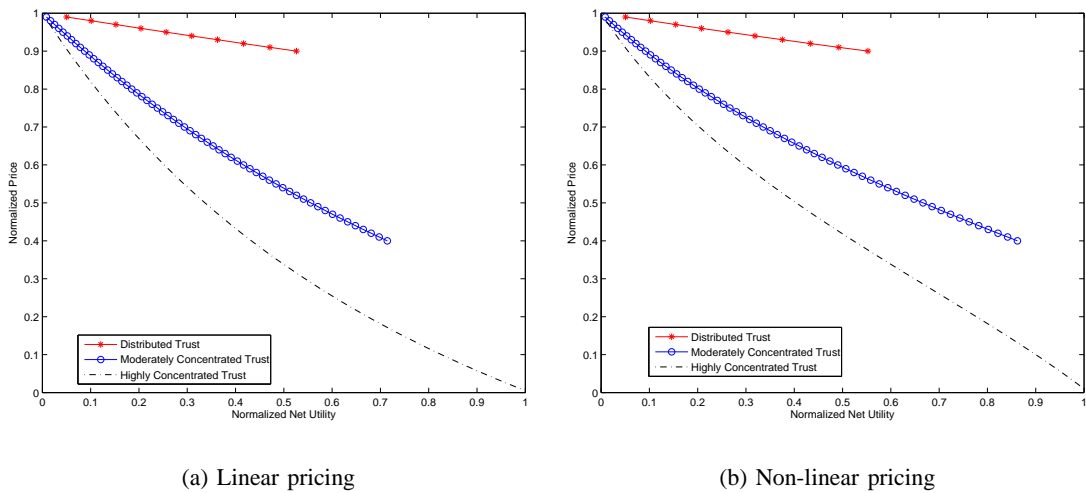 1
0.9
0.8
0.7
0.6
0.5
0.4
0.3
0.2
0.1
0
Normalized Price
Distributed Trust
Moderately Concentrated Trust
Highly Concentrated Trust
0 0.1 0.2 0.3 0.4 0.5 0.6 0.7 0.8 0.9 1
Normalized Net Utility
(a) Linear pricing
1
0.9
0.8
0.7
0.6
0.5
0.4
0.3
0.2
0.1
0
Normalized Price
Distributed Trust
Moderately Concentrated Trust
Highly Concentrated Trust
0 0.1 0.2 0.3 0.4 0.5 0.6 0.7 0.8 0.9 1
Normalized Net Utility
(b) Non-linear pricing